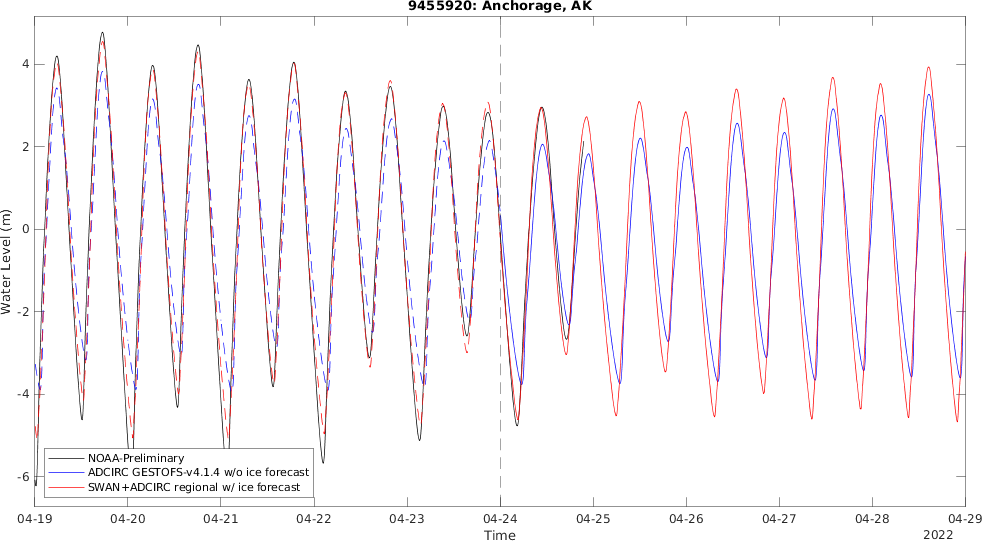 9455920: Anchorage, AK
Water Level (m)
4
2
0
-2
-4
-6
NOAA-Preliminary
ADCIRC GESTOFS-v4.1.4 w/o ice forecast
SWAN+ADCIRC regional w/ ice forecast
04-19 04-20 04-21 04-22 04-23 04-24 04-25 04-26 04-27 04-28 04-29
Time
2022